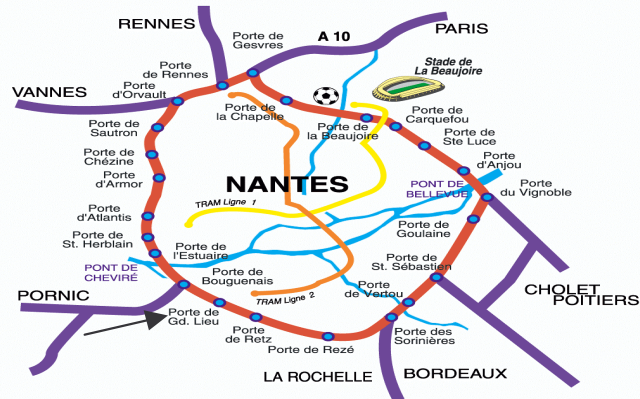 RENNES
Porte de
Gesvres
A 10
PARIS
Porte
de Rennes
Stade de
La Beaujoire
VANNES
Porte
d'Orvault
Porte de
la Chapelle
Porte de
la Beaujoire
Porte de
Carquefou
Porte de
Sautron
Porte de
Ste Luce
Porte de
Chézine
Porte
d'Anjou
Porte
d'Armor
NANTES
PONT DE
BELLEVUE
Porte
du Vignoble
TRAM Ligne 1
Porte
d'Atlantis
Porte de
Goulaine
Porte de
St. Herblain
Porte de
l'Estuaire
Porte de
St. Sébastien
PONT DE
CHEVIRÉ
Porte de
Bouguenais
Porte
de Vertou
CHOLET
POITIERS
PORNIC
TRAM Ligne 2
Porte de
Gd. Lieu
Porte
de Retz
Porte des
Sorinières
Porte de Rezé
LA ROCHELLE
BORDEAUX